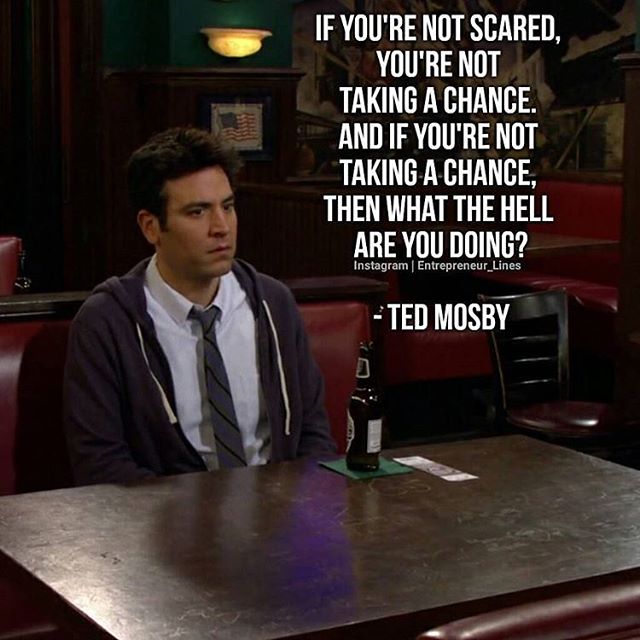 IF YOU'RE NOT SCARED,
YOU'RE NOT
TAKING A CHANCE.
AND IF YOU'RE NOT
TAKING A CHANCE,
THEN WHAT THE HELL
ARE YOU DOING?
Instagram | Entrepreneur_Lines
- TED MOSBY